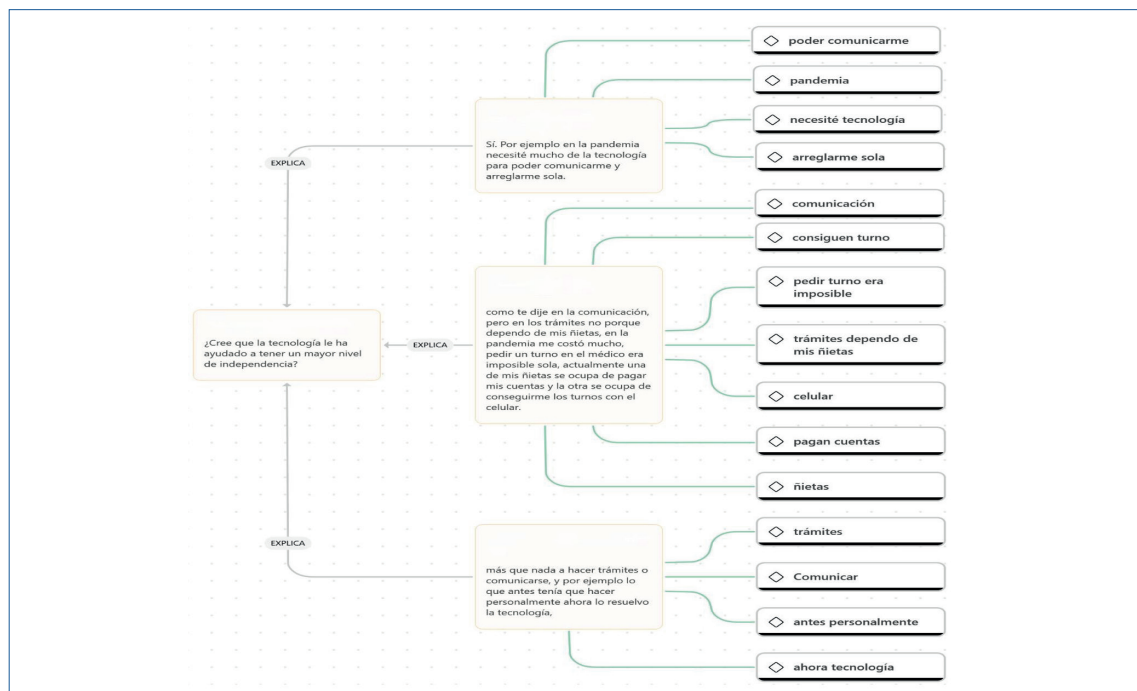 poder comunicarme
pandemia
necesité tecnología
arreglarme sola
Sí. Por ejemplo en la pandemia
necesité mucho de la tecnología
para poder comunicarme y
arreglarme sola.
EXPLICA
comunicación
consiguen turno
pedir turno era
imposible
trámites dependo de
mis ñietas
celular
pagan cuentas
ñietas
como te dije en la comunicación,
pero en los trámites no porque
dependo de mis ñietas, en la
pandemia me costó mucho,
pedir un turno en el médico era
imposible sola, actualmente una
de mis ñietas se ocupa de pagar
mis cuentas y la otra se ocupa de
conseguirme los turnos con el
celular.
EXPLICA
¿Cree que la tecnología le ha
ayudado a tener un mayor nivel
de independencia?
EXPLICA
más que nada a hacer trámites o
comunicarse, y por ejemplo lo
que antes tenía que hacer
personalmente ahora lo resuelvo
la tecnología,
trámites
Comunicar
antes personalmente
ahora tecnología